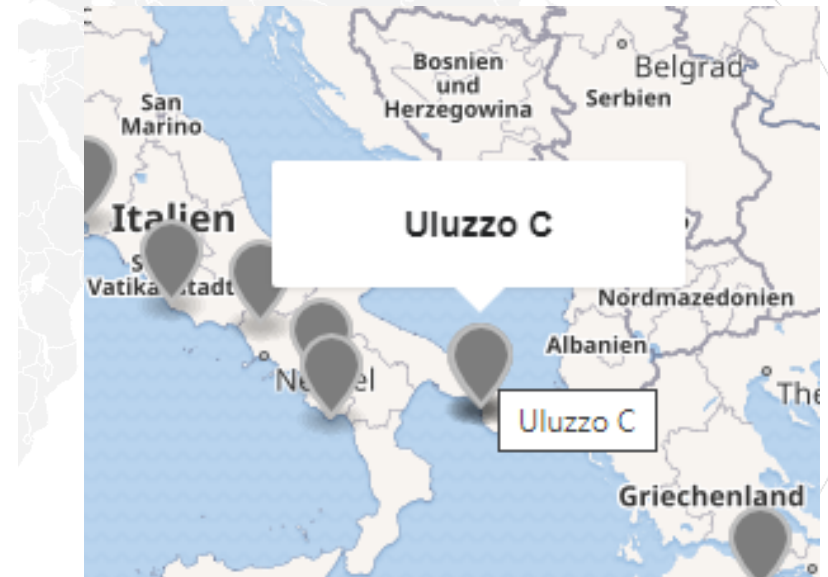 Bosnien
und
Herzegowina
Belgrad
Serbien
San
Marino
Italien
Uluzzo C
Nordmazedonien
Albanien
Uluzzo C
Griechenland